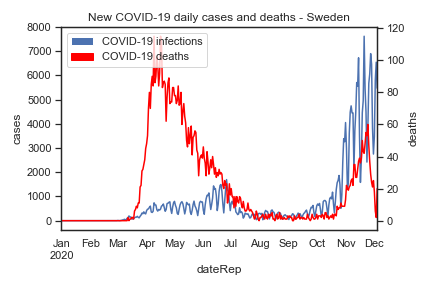 New COVID-19 daily cases and deaths - Sweden
COVID-19 infections
COVID-19 deaths
8000
7000
6000
5000
4000
3000
2000
1000
0
cases
120
100
80
60
40
20
0
deaths
Jan Feb Mar Apr May Jun Jul Aug Sep Oct Nov Dec
2020
dateRep